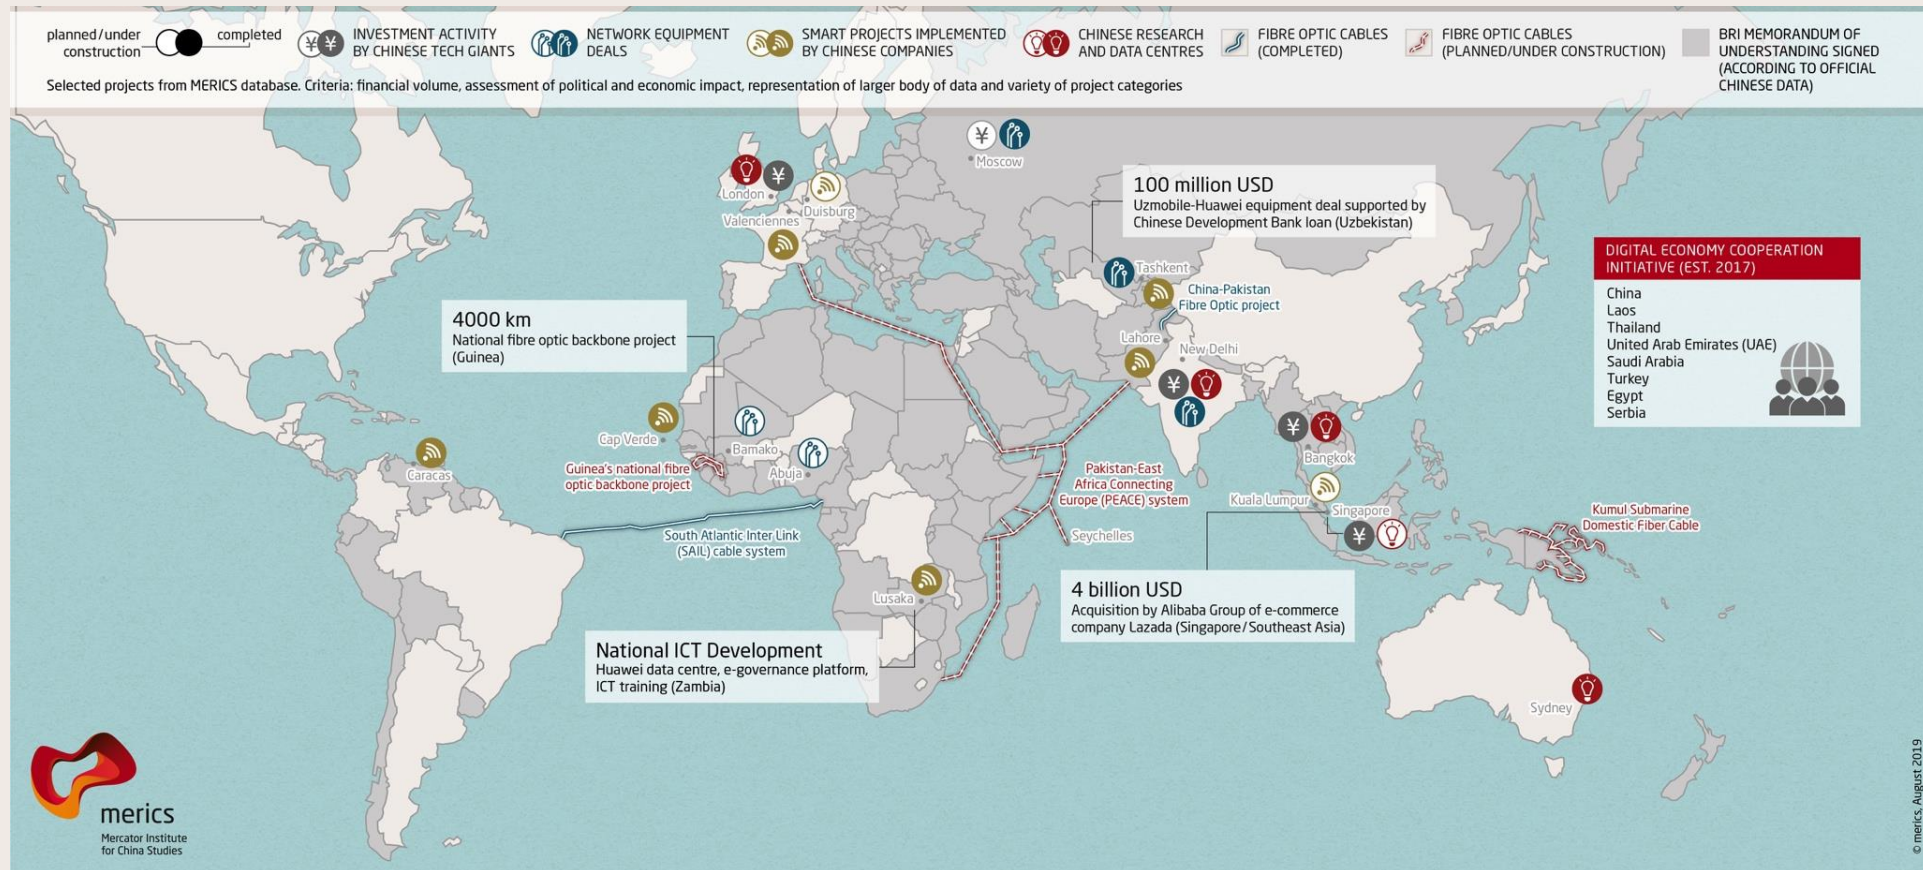 planned/under
construction
completed
¥¥
INVESTMENT ACTIVITY
BY CHINESE TECH GIANTS
NETWORK EQUIPMENT
DEALS
SMART PROJECTS IMPLEMENTED
BY CHINESE COMPANIES
CHINESE RESEARCH
AND DATA CENTRES
FIBRE OPTIC CABLES
(COMPLETED)
FIBRE OPTIC CABLES
(PLANNED/UNDER CONSTRUCTION)
BRI MEMORANDUM OF
UNDERSTANDING SIGNED
(ACCORDING TO OFFICIAL
CHINESE DATA)
Selected projects from MERICS database. Criteria: financial volume, assessment of political and economic impact, representation of larger body of data and variety of project categories
¥
Moscow
¥
London
Valenciennes
Duisburg
100 million USD
Uzmobile-Huawei equipment deal supported by
Chinese Development Bank loan (Uzbekistan)
DIGITAL ECONOMY COOPERATION
INITIATIVE (EST. 2017)
China
Laos
Thailand
United Arab Emirates (UAE)
Saudi Arabia
Turkey
Egypt
Serbia
Tashkent
China-Pakistan
Fibre Optic project
4000 km
National fibre optic backbone project
(Guinea)
Lahore
New Delhi
¥
Cap Verde
Bamako
Abuja
Caracas
Guinea's national fibre
optic backbone project
¥
Bangkok
Pakistan-East
Africa Connecting
Europe (PEACE) system
Kuala Lumpur
Singapore
¥
Kumul Submarine
Domestic Fiber Cable
South Atlantic Inter Link
(SAIL) cable system
Seychelles
Lusaka
4 billion USD
Acquisition by Alibaba Group of e-commerce
company Lazada (Singapore/Southeast Asia)
National ICT Development
Huawei data centre, e-governance platform,
ICT training (Zambia)
Sydney
merics
Mercator Institute
for China Studies
© merics, August 2019